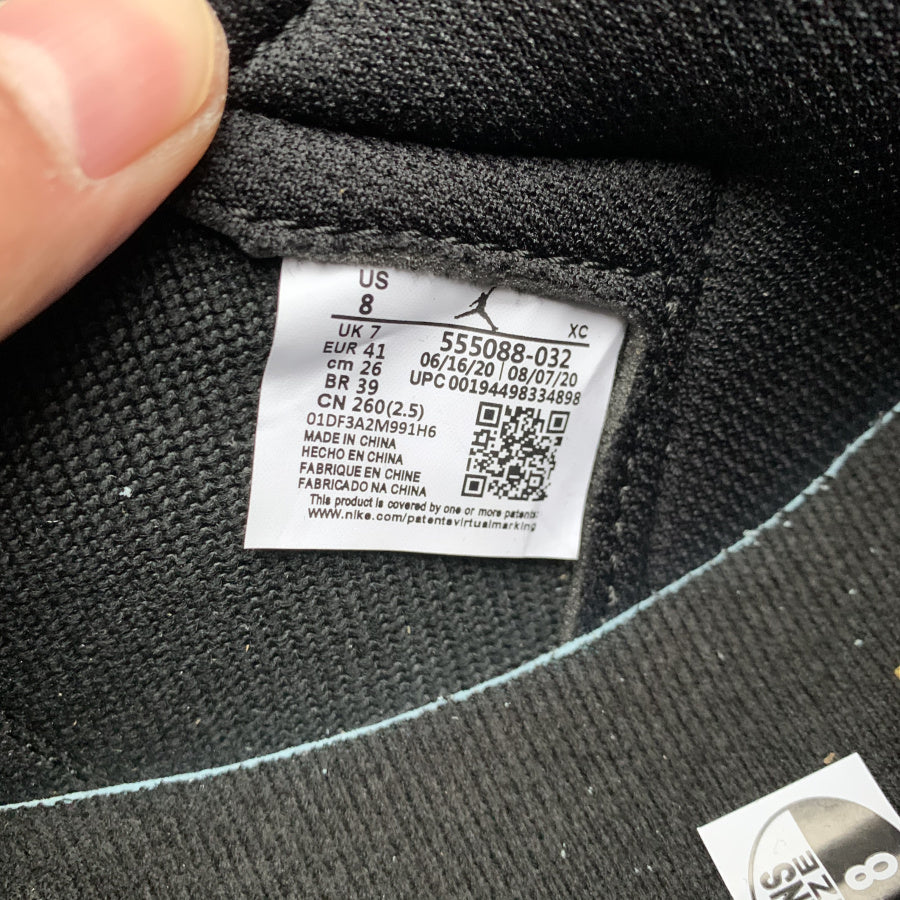 US
8
XC
UK 7
EUR 41
cm 26
BR 39
CN 260(2.5)
555088-032
06/16/20 | 08/07/20
UPC 00194498334898
01DF3A2M991H6
MADE IN CHINA
HECHO EN CHINA
FABRIQUE EN CHINE
FABRICADO NA CHINA
This product is covered by one or more patents:
www.nike.com/patentsvirtualmarking
8